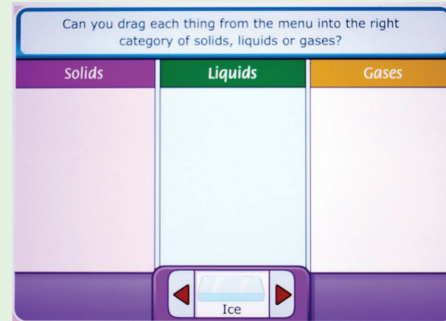 Can you drag each thing from the menu into the right
category of solids, liquids or gases?
Solids
Liquids
Gases
Ice